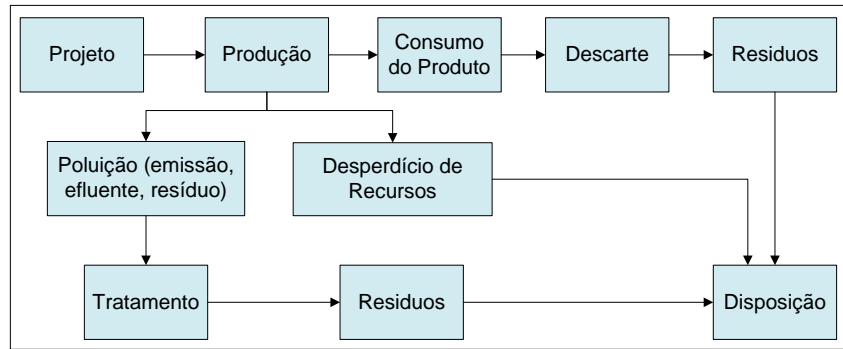 Projeto
Produção
Consumo
do Produto
Descarte
Residuos
Poluição (emissão,
efluente, resíduo)
Desperdício de
Recursos
Tratamento
Residuos
Disposição